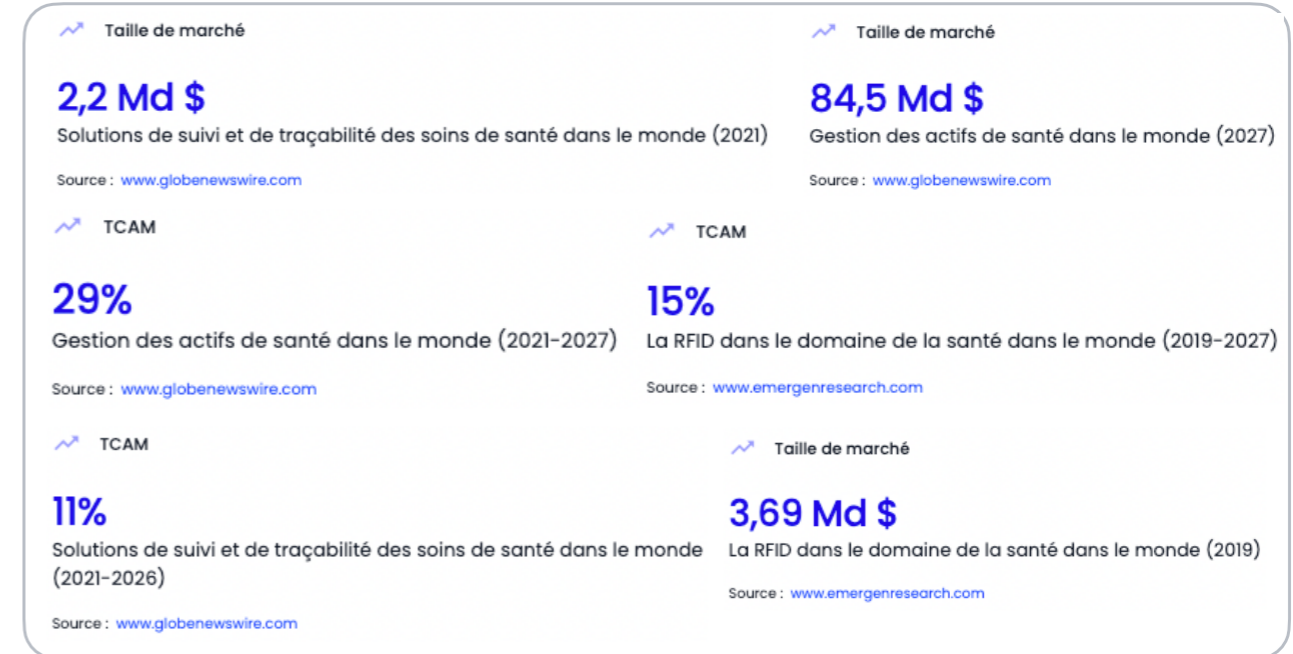 Taille de marché
2,2 Md $
Solutions de suivi et de traçabilité des soins de santé dans le monde (2021)
Source : www.globenewswire.com
Taille de marché
84,5 Md $
Gestion des actifs de santé dans le monde (2027)
Source : www.globenewswire.com
TCAM
29%
Gestion des actifs de santé dans le monde (2021-2027)
Source : www.globenewswire.com
TCAM
15%
La RFID dans le domaine de la santé dans le monde (2019-2027)
Source : www.emergenresearch.com
TCAM
11%
Solutions de suivi et de traçabilité des soins de santé dans le monde
(2021-2026)
Source : www.globenewswire.com
Taille de marché
3,69 Md $
La RFID dans le domaine de la santé dans le monde (2019)
Source : www.emergenresearch.com